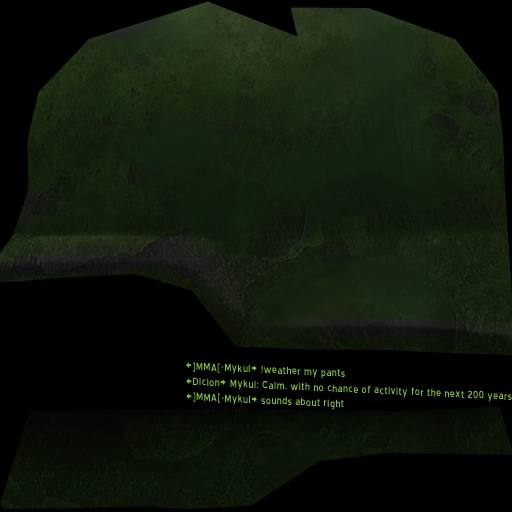 +]MMA[-Mykul+ !weather my pants
+Dicion+ Mykul: Calm. with no chance of activity for the next 200 years
+]MMA[-Mykul+ sounds about right